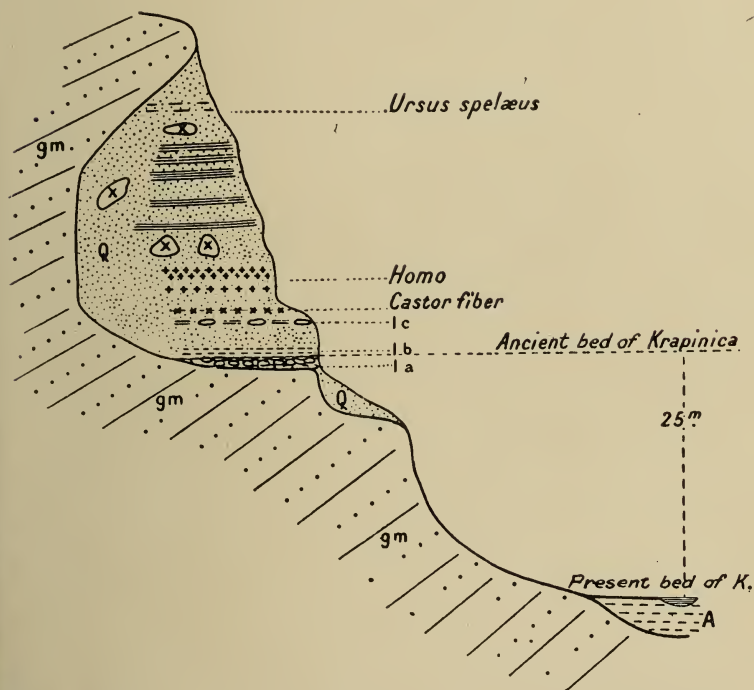 Ursus spelæus
gm
x
x
Q
x x
Homo
Castor fiber
c
b
Ancient bed of Krapinica
a
gm
Q
25 m.
gm
Present bed of K.
A